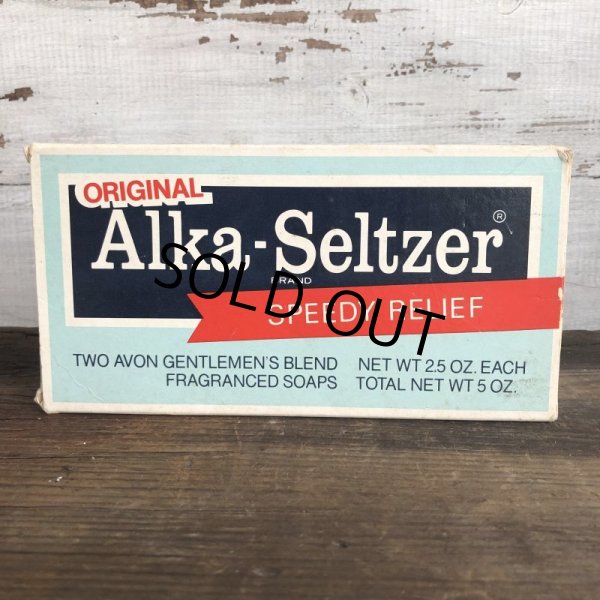 ORIGINAL
Alka-Seltzer®
BRAND
SPEEDY RELIEF
SOLD OUT
TWO AVON GENTLEMEN'S BLEND
FRAGRANCED SOAPS
NET WT 2.5 OZ. EACH
TOTAL NET WT 5 OZ.